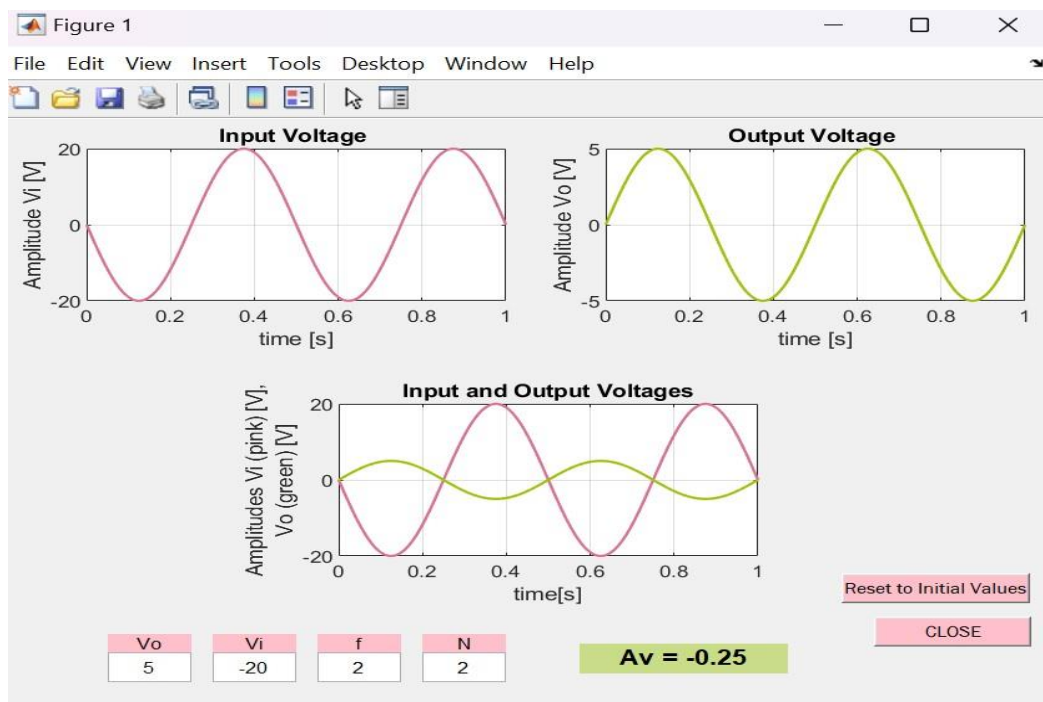 Figure 1
File Edit View Insert Tools Desktop Window Help
Input Voltage
Amplitude Vi [V]
20
0
-20
0 0.2 0.4 0.6 0.8 1
time [s]
Output Voltage
Amplitude Vo [V]
5
0
-5
0 0.2 0.4 0.6 0.8 1
time [s]
Input and Output Voltages
Amplitudes Vi (pink) [V],
Vo (green) [V]
20
0
-20
0 0.2 0.4 0.6 0.8 1
time[s]
Reset to Initial Values
CLOSE
Vo Vi f N
5 -20 2 2
Av = -0.25